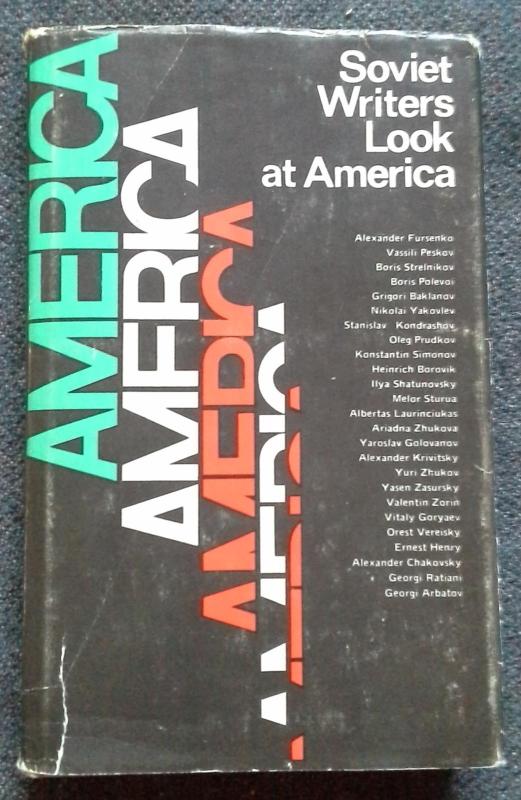 AMERICA
AMERICA
AMERICA
AMERICA
AMERICA
Soviet
Writers
Look
at America
Alexander Fursenko
Vassili Peskov
Boris Strelnikov
Boris Polevoi
Grigori Baklanov
Nikolai Yakovlev
Stanislav Kondrashov
Oleg Prudkov
Konstantin Simonov
Heinrich Borovik
Ilya Shatunovsky
Melor Sturua
Albertas Laurinciukas
Ariadna Zhukova
Yaroslav Golovanov
Alexander Krivitsky
Yuri Zhukov
Yasen Zasursky
Valentin Zorin
Vitaly Goryaev
Orest Vereisky
Ernest Henry
Alexander Chakovsky
Georgi Ratiani
Georgi Arbatov